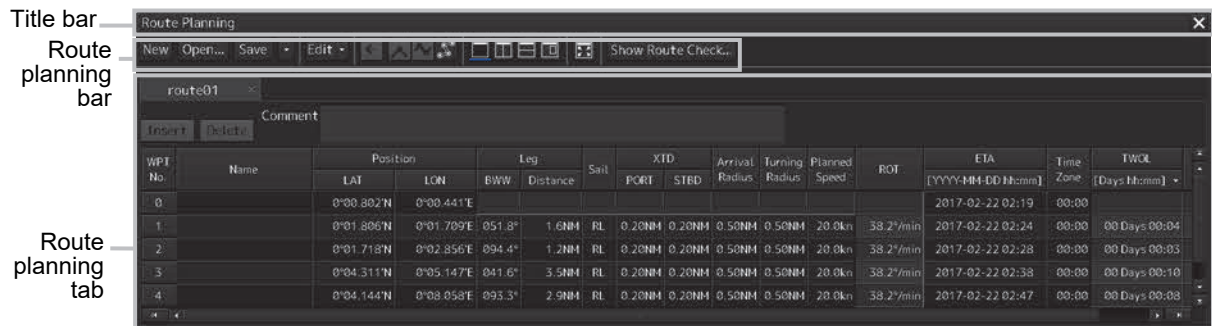 Title bar
Route Planning
Route planning bar
New Open... Save Edit Show Route Check...
Route planning tab
route01
Insert Delete Comment
WPT No. Name Position Leg Sail XTD Arrival Radius Turning Radius Planned Speed ROT ETA Time Zone TWOL
LAT LON BWW Distance PORT STBD [YYYY-MM-DD hh:mm] [Days hh:mm]
0 0°00.802'N 0°00.441'E 2017-02-22 02:19 00:00
1 0°01.806'N 0°01.709'E 051.8° 1.6NM RL 0.20NM 0.20NM 0.50NM 0.50NM 20.0kn 38.2°/min 2017-02-22 02:24 00:00 00 Days 00:04
2 0°01.718'N 0°02.856'E 094.4° 1.2NM RL 0.20NM 0.20NM 0.50NM 0.50NM 20.0kn 38.2°/min 2017-02-22 02:28 00:00 00 Days 00:03
3 0°04.311'N 0°05.147'E 041.6° 3.5NM RL 0.20NM 0.20NM 0.50NM 0.50NM 20.0kn 38.2°/min 2017-02-22 02:38 00:00 00 Days 00:10
4 0°04.144'N 0°08.058'E 093.3° 2.9NM RL 0.20NM 0.20NM 0.50NM 0.50NM 20.0kn 38.2°/min 2017-02-22 02:47 00:00 00 Days 00:08